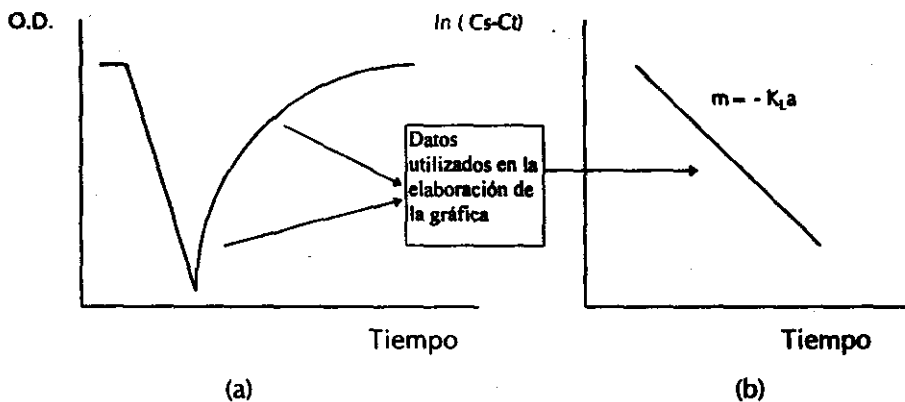 O.D.
ln ( Cs-Ct)
m = - KLa
Datos
utilizados en la
elaboración de
la gráfica
Tiempo
Tiempo
(a)
(b)